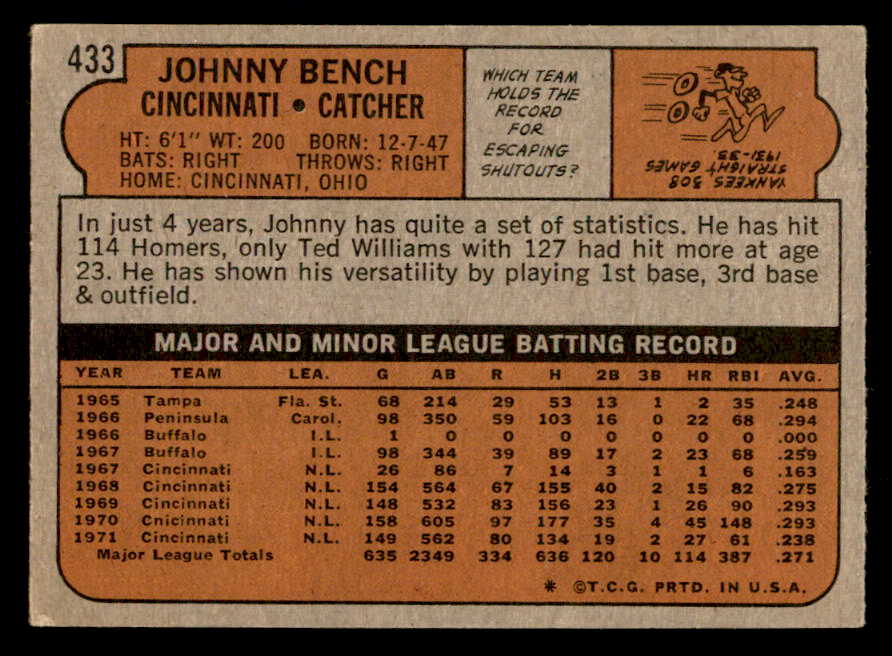 433
JOHNNY BENCH
CINCINNATI • CATCHER
HT: 6'1" WT: 200 BORN: 12-7-47
BATS: RIGHT THROWS: RIGHT
HOME: CINCINNATI, OHIO
WHICH TEAM
HOLDS THE
RECORD
FOR
ESCAPING
SHUTOUTS?
YANKEES 308
STRAIGHT GAMES
1931-33.
In just 4 years, Johnny has quite a set of statistics. He has hit
114 Homers, only Ted Williams with 127 had hit more at age
23. He has shown his versatility by playing 1st base, 3rd base
& outfield.
MAJOR AND MINOR LEAGUE BATTING RECORD
YEAR TEAM LEA. G AB R H 2B 3B HR RBI AVG.
1965 Tampa Fla. St. 68 214 29 53 13 1 2 35 .248
1966 Peninsula Carol. 98 350 59 103 16 0 22 68 .294
1966 Buffalo I.L. 1 0 0 0 0 0 0 0 .000
1967 Buffalo I.L. 98 344 39 89 17 2 23 68 .259
1967 Cincinnati N.L. 26 86 7 14 3 1 1 6 .163
1968 Cincinnati N.L. 154 564 67 155 40 2 15 82 .275
1969 Cincinnati N.L. 148 532 83 156 23 1 26 90 .293
1970 Cnicinnati N.L. 158 605 97 177 35 4 45 148 .293
1971 Cincinnati N.L. 149 562 80 134 19 2 27 61 .238
Major League Totals 635 2349 334 636 120 10 114 387 .271
* ©T.C.G. PRTD. IN U.S.A.